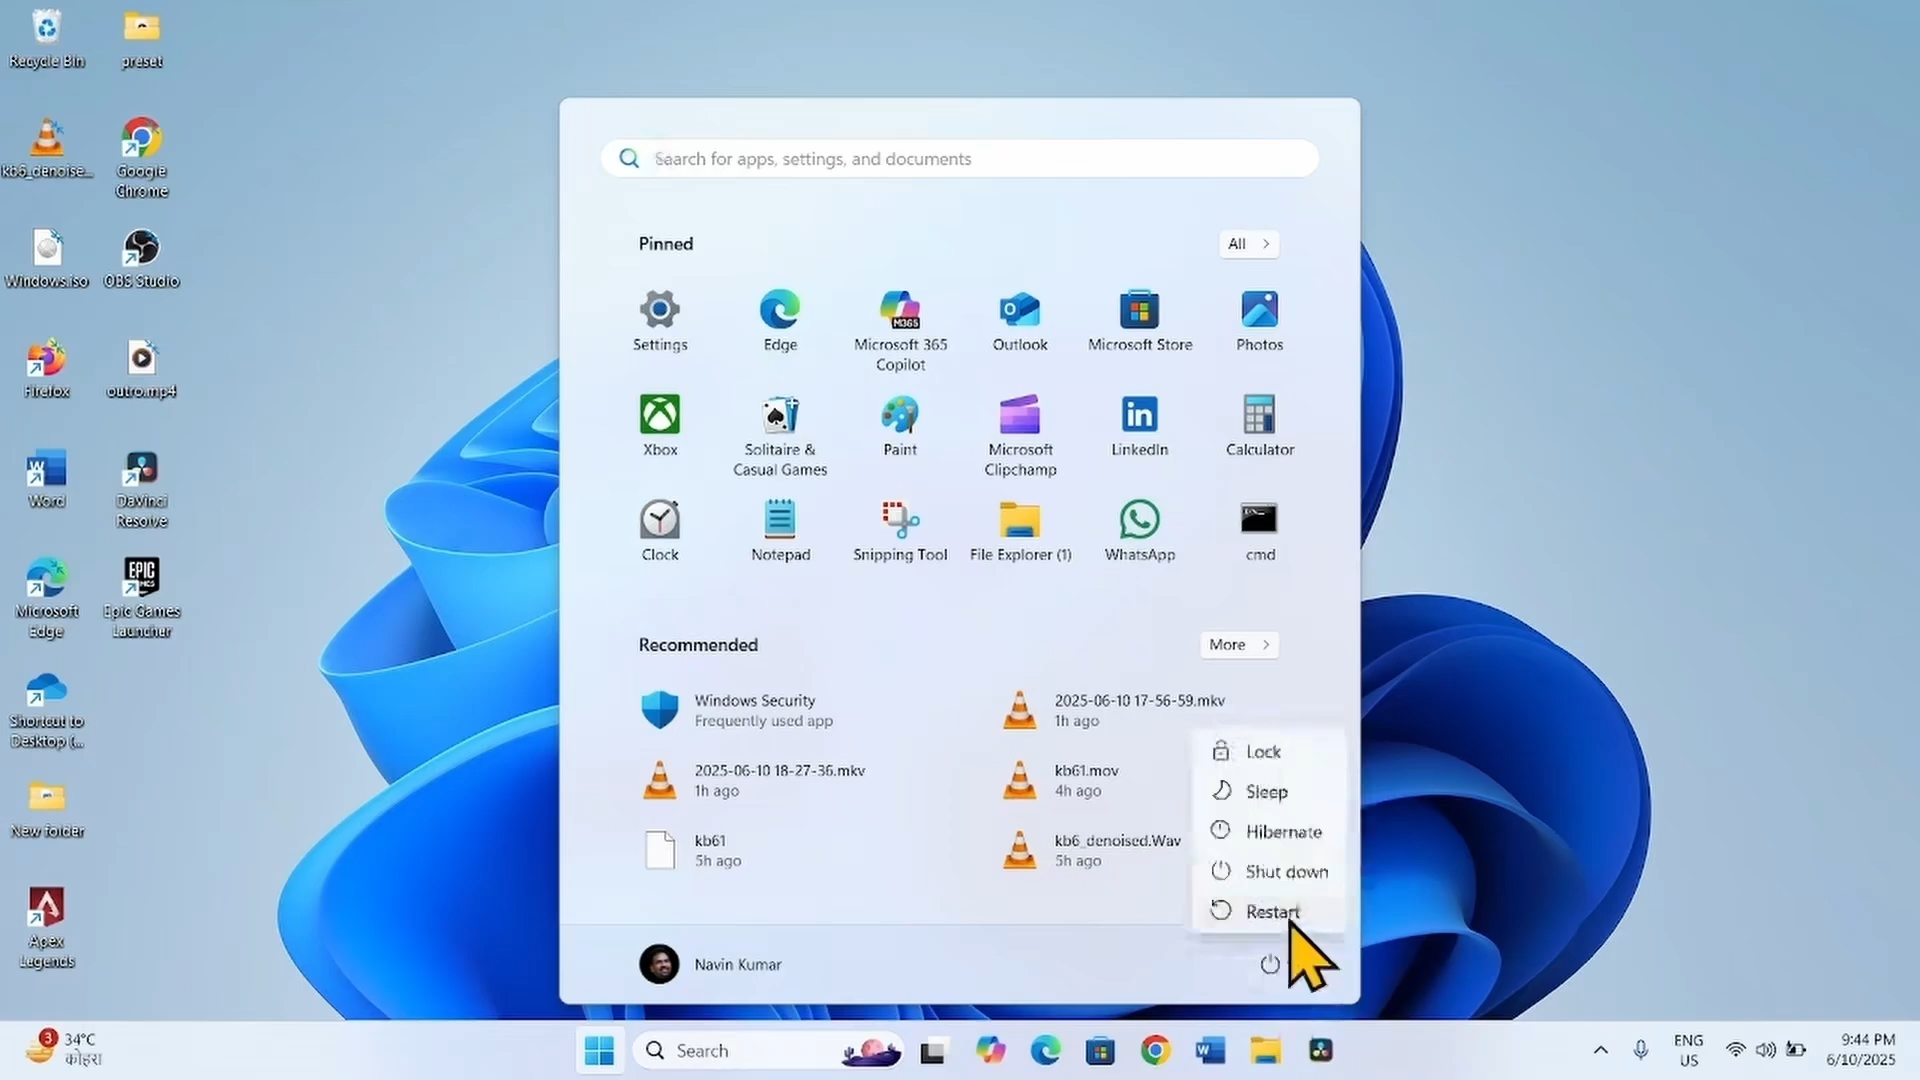 Recycle Bin
preset
kb6_denoise...
Google
Chrome
Windows.iso
OBS Studio
Firefox
outro.mp4
Word
DaVinci
Resolve
Microsoft
Edge
EPIC
GAMES
Epic Games
Launcher
Shortcut to
Desktop (...
New folder
Apex
Legends
Search for apps, settings, and documents
Pinned
All
Settings
Edge
M365
Microsoft 365
Copilot
Outlook
Microsoft Store
Photos
Xbox
Solitaire &
Casual Games
Paint
Microsoft
Clipchamp
LinkedIn
Calculator
Clock
Notepad
Snipping Tool
File Explorer (1)
WhatsApp
cmd
Recommended
More
Windows Security
Frequently used app
2025-06-10 17-56-59.mkv
1h ago
2025-06-10 18-27-36.mkv
1h ago
kb61.mov
4h ago
kb61
5h ago
kb6_denoised.Wav
5h ago
Lock
Sleep
Hibernate
Shut down
Restart
Navin Kumar
3
34°C
कोहरा
Search
ENG
US
9:44 PM
6/10/2025